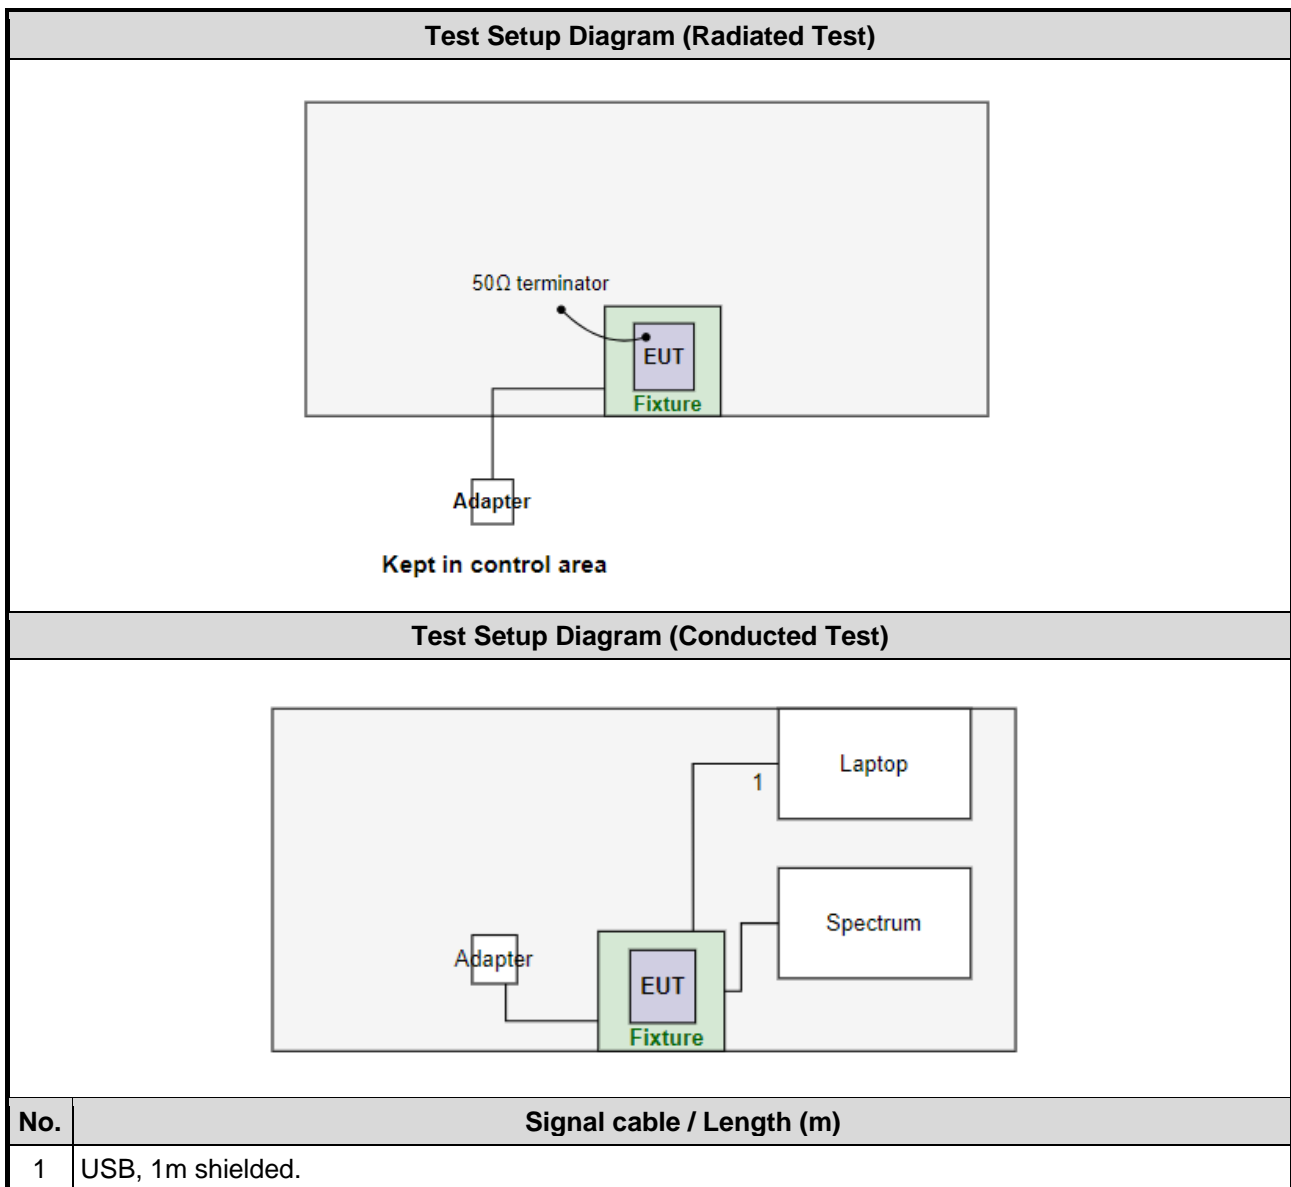 Test Setup Diagram (Radiated Test)
50Ω terminator
EUT
Fixture
Adapter
Kept in control area
Test Setup Diagram (Conducted Test)
Laptop
1
Spectrum
Adapter
EUT
Fixture
No. Signal cable / Length (m)
1 USB, 1m shielded.